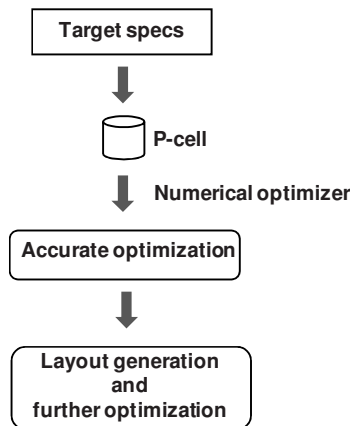 Target specs
P-cell
Numerical optimizer
Accurate optimization
Layout generation
and
further optimization